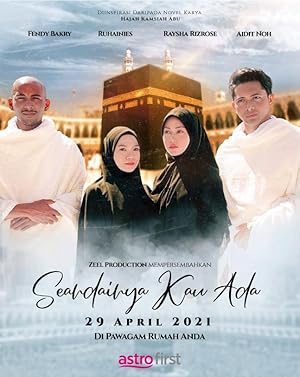 Diinspirasi Daripada Novel Karya
Hajah Kamsiah Abu
Fendy Bakry Ruhainies Raysha Rizrose Aidit Noh
Zeel Production mempersembahkan
Seandainya Kau Ada
29 April 2021
Di Pawagam Rumah Anda
astro first